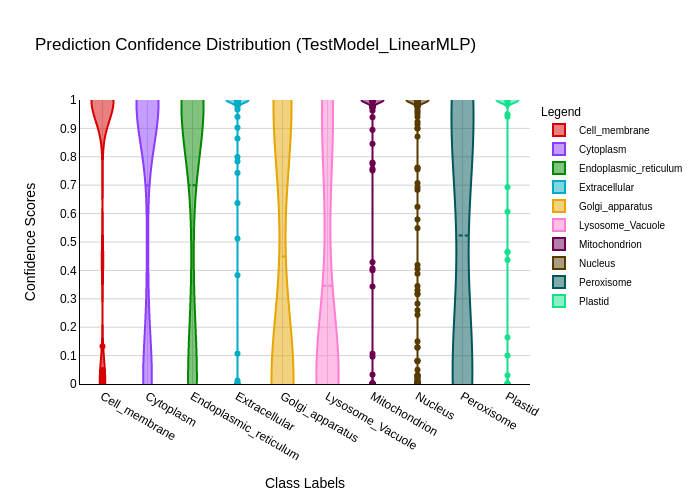 Prediction Confidence Distribution (TestModel_LinearMLP)
Confidence Scores
1
0.9
0.8
0.7
0.6
0.5
0.4
0.3
0.2
0.1
0
Cell_membrane
Cytoplasm
Endoplasmic_reticulum
Extracellular
Golgi_apparatus
Lysosome_Vacuole
Mitochondrion
Nucleus
Peroxisome
Plastid
Class Labels
Legend
Cell_membrane
Cytoplasm
Endoplasmic_reticulum
Extracellular
Golgi_apparatus
Lysosome_Vacuole
Mitochondrion
Nucleus
Peroxisome
Plastid